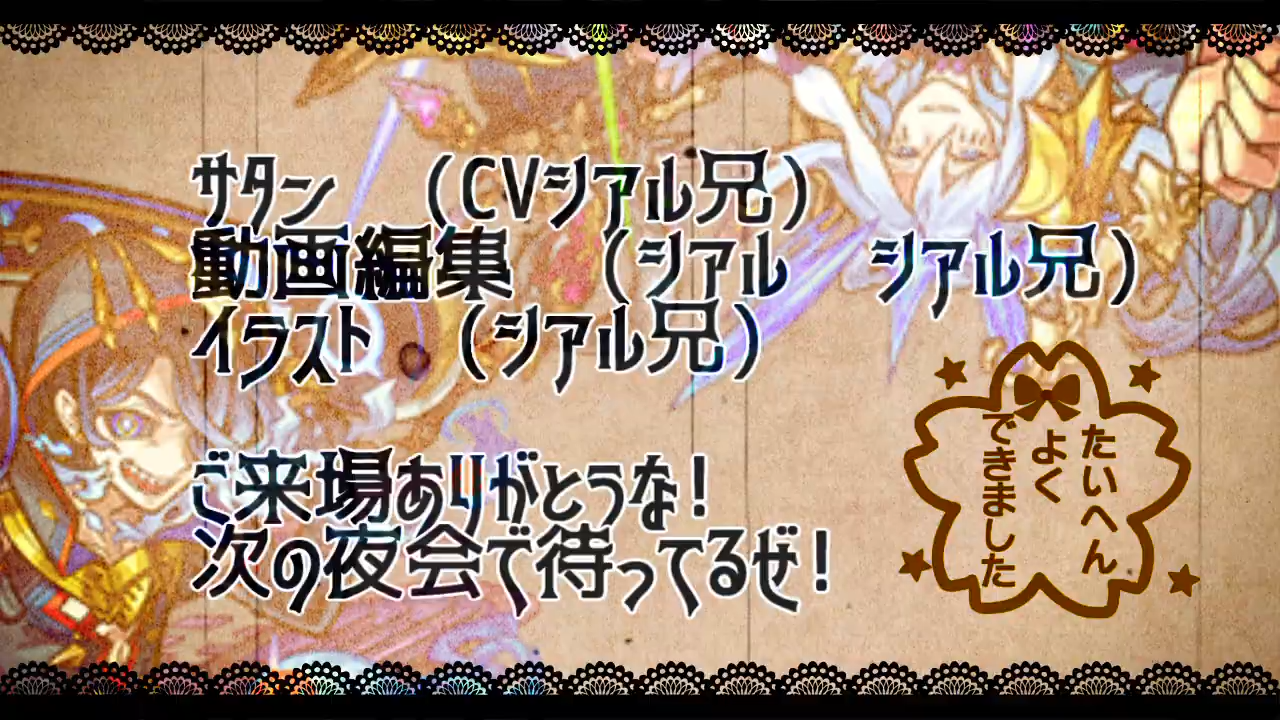 サタン　（CVシアル兄）
動画編集　（シアル　シアル兄）
イラスト　（シアル兄）
ご来場ありがとうな！
次の夜会で待ってるぜ！
たいへん
よく
できました